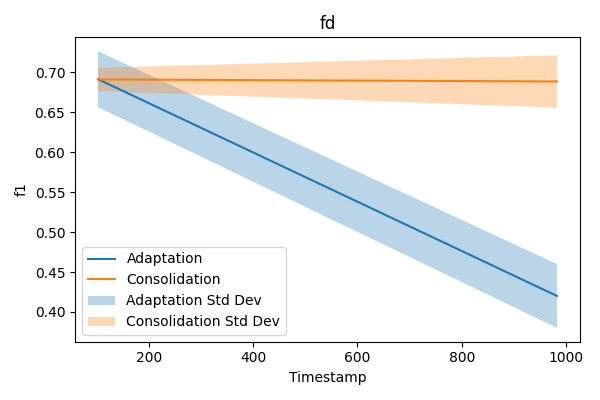 fd
f1
0.70
0.65
0.60
0.55
0.50
0.45
0.40
Adaptation
Consolidation
Adaptation Std Dev
Consolidation Std Dev
200 400 600 800 1000
Timestamp